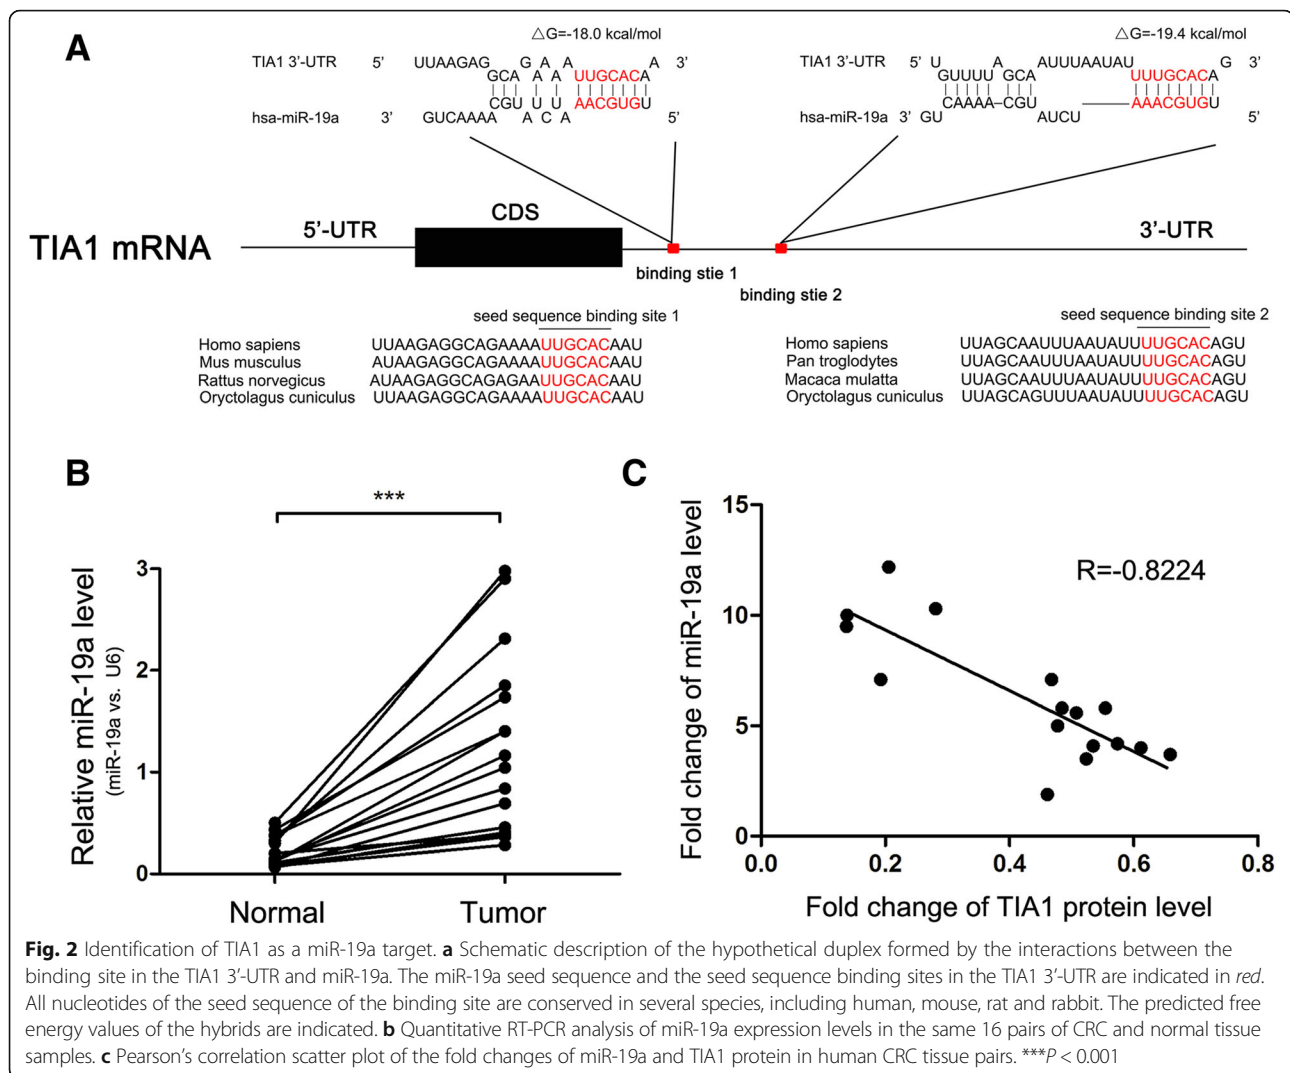 A
△G=-18.0 kcal/mol
△G=-19.4 kcal/mol
TIA1 3'-UTR 5' UUAAGAG G A A A 3'
GCA A A UUGCAC A
CGU U U AACGUG U
hsa-miR-19a 3' GUCAAAA A C A 5'
TIA1 3'-UTR 5' U A AUUUAAUAU G 3'
GUUUU GCA UUUGCAC A
CAAAA–CGU AAACGUG U
hsa-miR-19a 3' GU AUCU 5'
TIA1 mRNA
5'-UTR
CDS
3'-UTR
binding stie 1
binding stie 2
seed sequence binding site 1
Homo sapiens UUAAGAGGCAGAAAAUUGCACAAU
Mus musculus AUAAGAGGCAGAAAAUUGCACAAU
Rattus norvegicus AUAAGAGGCAGAGAAUUGCACAAU
Oryctolagus cuniculus UUAAGAGGCAGAAAAUUGCACAAU
seed sequence binding site 2
Homo sapiens UUAGCAAUUUAAUAUUUUGCACAGU
Pan troglodytes UUAGCAAUUUAAUAUUUUGCACAGU
Macaca mulatta UUAGCAAUUUAAUAUUUUGCACAGU
Oryctolagus cuniculus UUAGCAGUUUAAUAUUUUGCACAGU
B
***
Relative miR-19a level
(miR-19a vs. U6)
3
2
1
0
Normal Tumor
C
Fold change of miR-19a level
15
10
5
0
R=-0.8224
0.0 0.2 0.4 0.6 0.8
Fold change of TIA1 protein level
Fig. 2 Identification of TIA1 as a miR-19a target. a Schematic description of the hypothetical duplex formed by the interactions between the
binding site in the TIA1 3'-UTR and miR-19a. The miR-19a seed sequence and the seed sequence binding sites in the TIA1 3'-UTR are indicated in red.
All nucleotides of the seed sequence of the binding site are conserved in several species, including human, mouse, rat and rabbit. The predicted free
energy values of the hybrids are indicated. b Quantitative RT-PCR analysis of miR-19a expression levels in the same 16 pairs of CRC and normal tissue
samples. c Pearson's correlation scatter plot of the fold changes of miR-19a and TIA1 protein in human CRC tissue pairs. ***P < 0.001